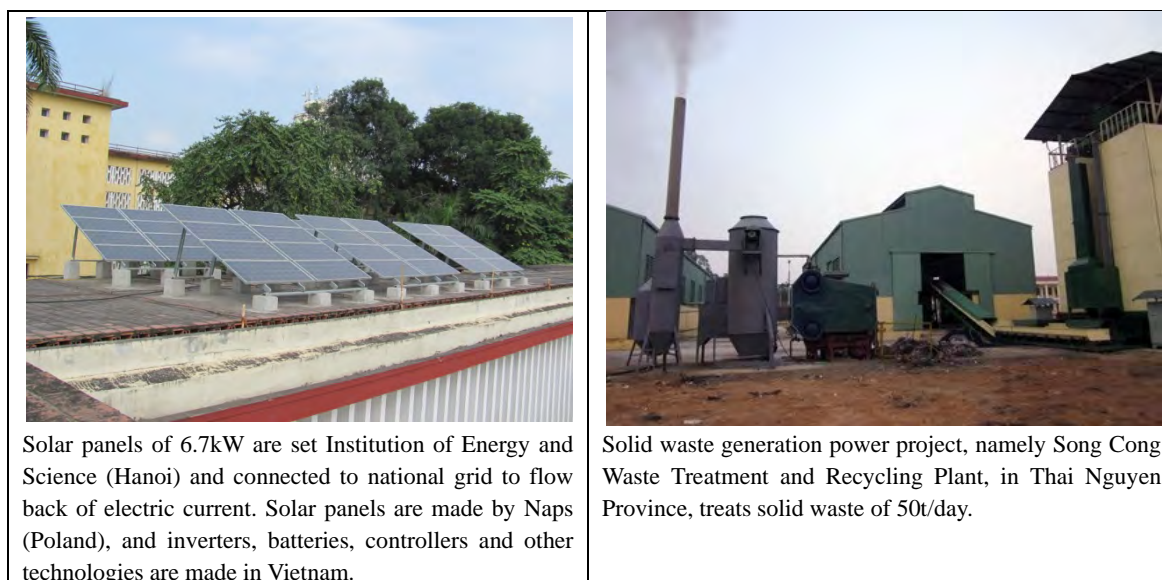 Solar panels of 6.7kW are set Institution of Energy and
Science (Hanoi) and connected to national grid to flow
back of electric current. Solar panels are made by Naps
(Poland), and inverters, batteries, controllers and other
technologies are made in Vietnam.
Solid waste generation power project, namely Song Cong
Waste Treatment and Recycling Plant, in Thai Nguyen
Province, treats solid waste of 50t/day.